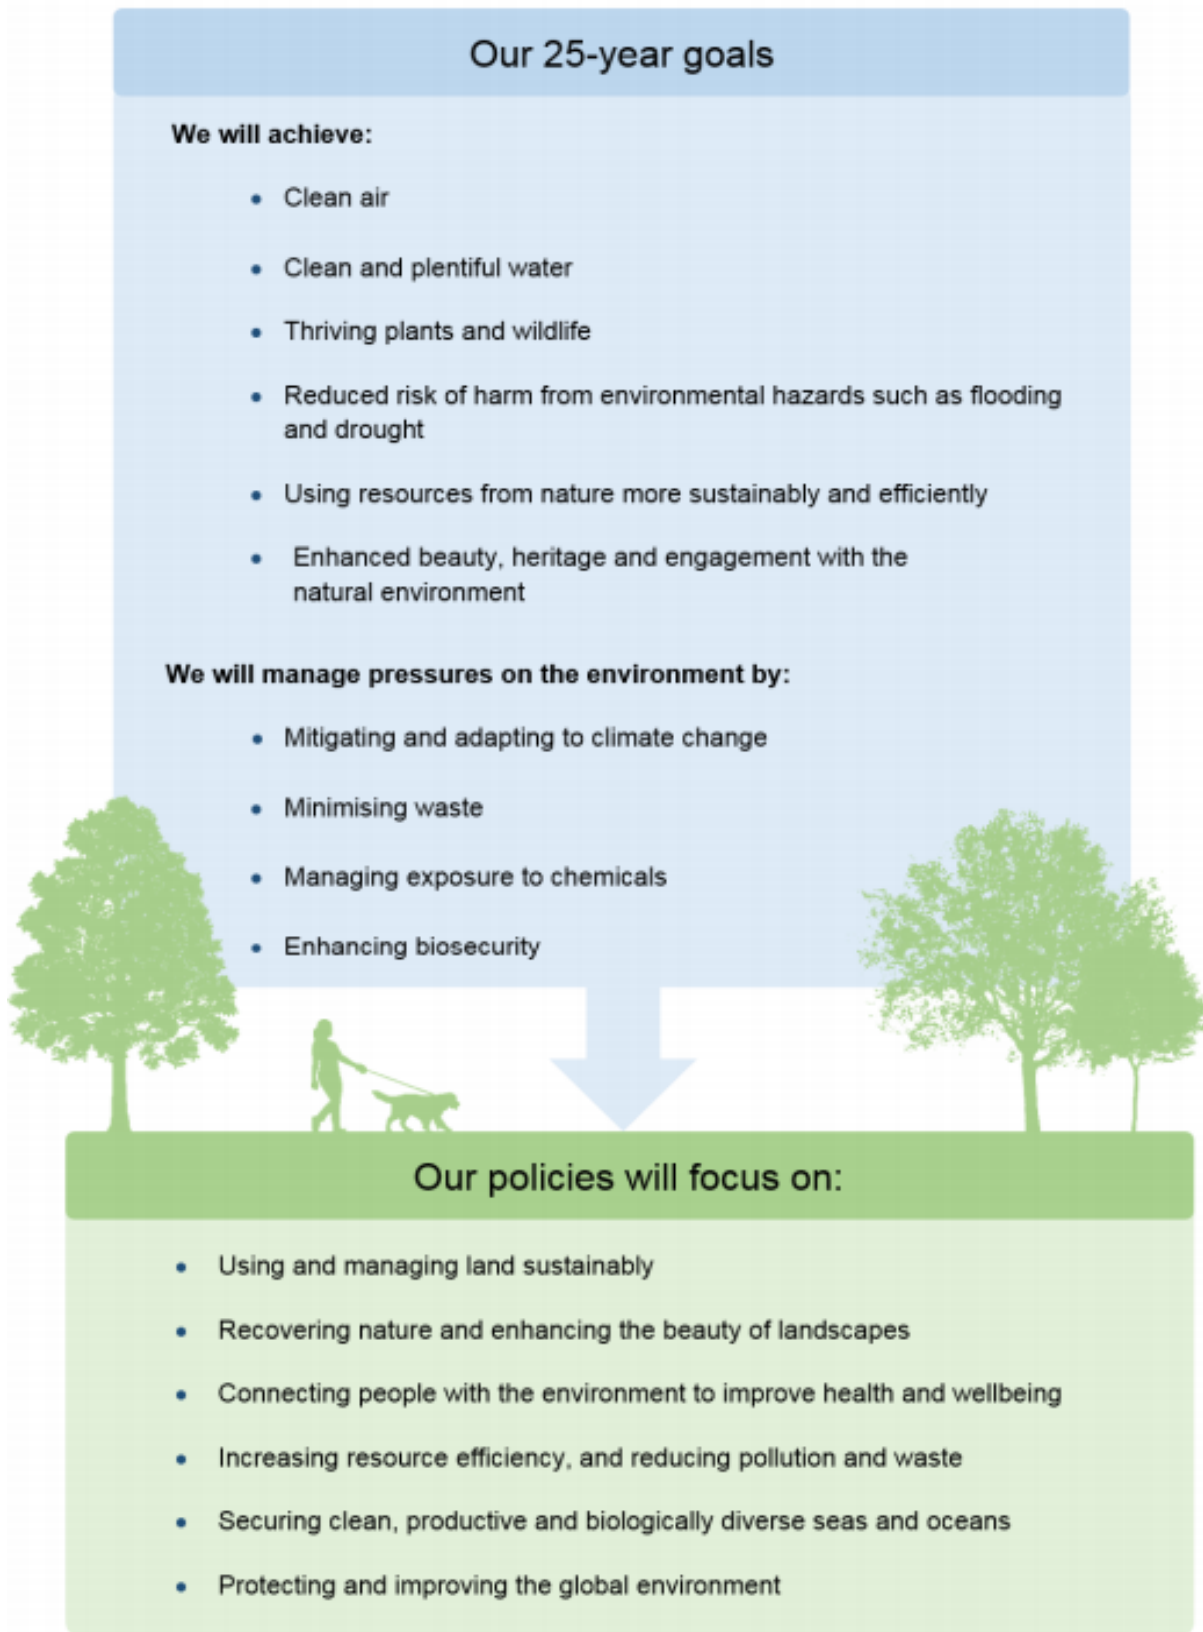 Our 25-year goals
We will achieve:
• Clean air
• Clean and plentiful water
• Thriving plants and wildlife
• Reduced risk of harm from environmental hazards such as flooding
and drought
• Using resources from nature more sustainably and efficiently
• Enhanced beauty, heritage and engagement with the
natural environment
We will manage pressures on the environment by:
• Mitigating and adapting to climate change
• Minimising waste
• Managing exposure to chemicals
• Enhancing biosecurity
Our policies will focus on:
• Using and managing land sustainably
• Recovering nature and enhancing the beauty of landscapes
• Connecting people with the environment to improve health and wellbeing
• Increasing resource efficiency, and reducing pollution and waste
• Securing clean, productive and biologically diverse seas and oceans
• Protecting and improving the global environment